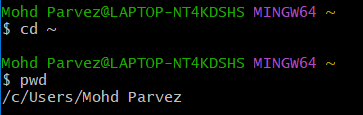 Mohd Parvez@LAPTOP-NT4KDSHS MINGW64 ~
$ cd ~
Mohd Parvez@LAPTOP-NT4KDSHS MINGW64 ~
$ pwd
/c/Users/Mohd Parvez